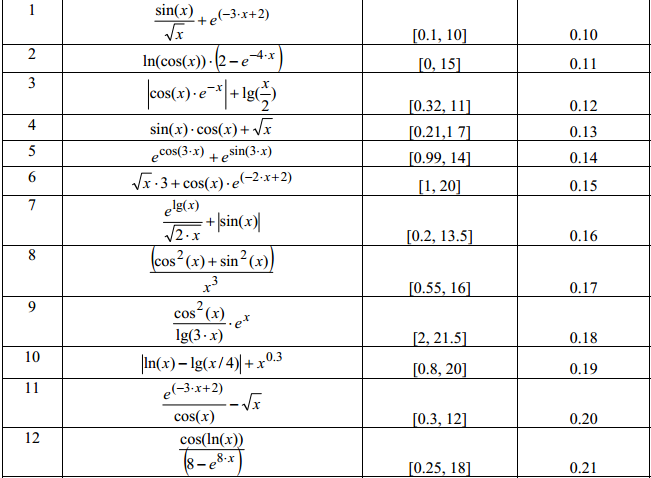 1 sin(x)/√x + e^(−3·x+2) [0.1, 10] 0.10
2 ln(cos(x))·(2 − e^−4·x) [0, 15] 0.11
3 |cos(x)·e^−x| + lg(x/2) [0.32, 11] 0.12
4 sin(x)·cos(x) + √x [0.21,1 7] 0.13
5 e^cos(3·x) + e^sin(3·x) [0.99, 14] 0.14
6 √x·3 + cos(x)·e^(−2·x+2) [1, 20] 0.15
7 e^lg(x)/√2·x + |sin(x)| [0.2, 13.5] 0.16
8 (cos²(x) + sin²(x))/x³ [0.55, 16] 0.17
9 cos²(x)/lg(3·x) · e^x [2, 21.5] 0.18
10 |ln(x) − lg(x/4)| + x^0.3 [0.8, 20] 0.19
11 e^(−3·x+2)/cos(x) − √x [0.3, 12] 0.20
12 cos(ln(x))/(8 − e^8·x) [0.25, 18] 0.21